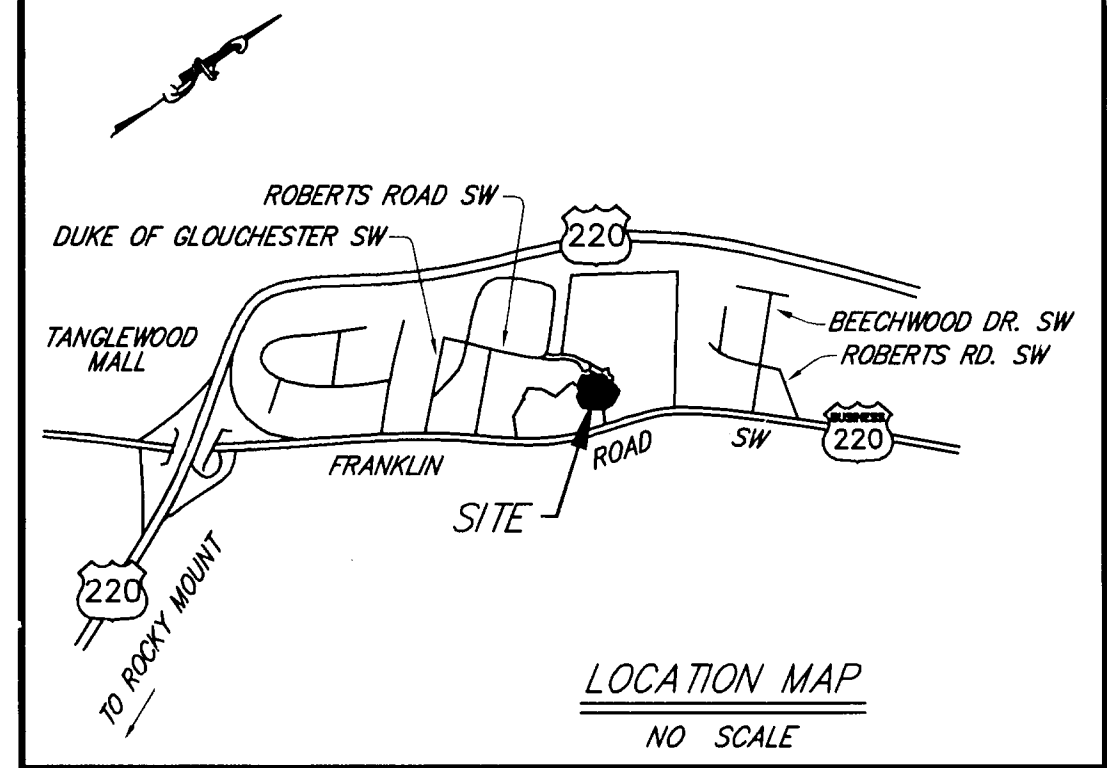 ROBERTS ROAD SW
DUKE OF GLOUCHESTER SW
220
TANGLEWOOD
MALL
BEECHWOOD DR. SW
ROBERTS RD. SW
BUSINESS
220
FRANKLIN
ROAD
SW
SITE
220
TO ROCKY MOUNT
LOCATION MAP
NO SCALE